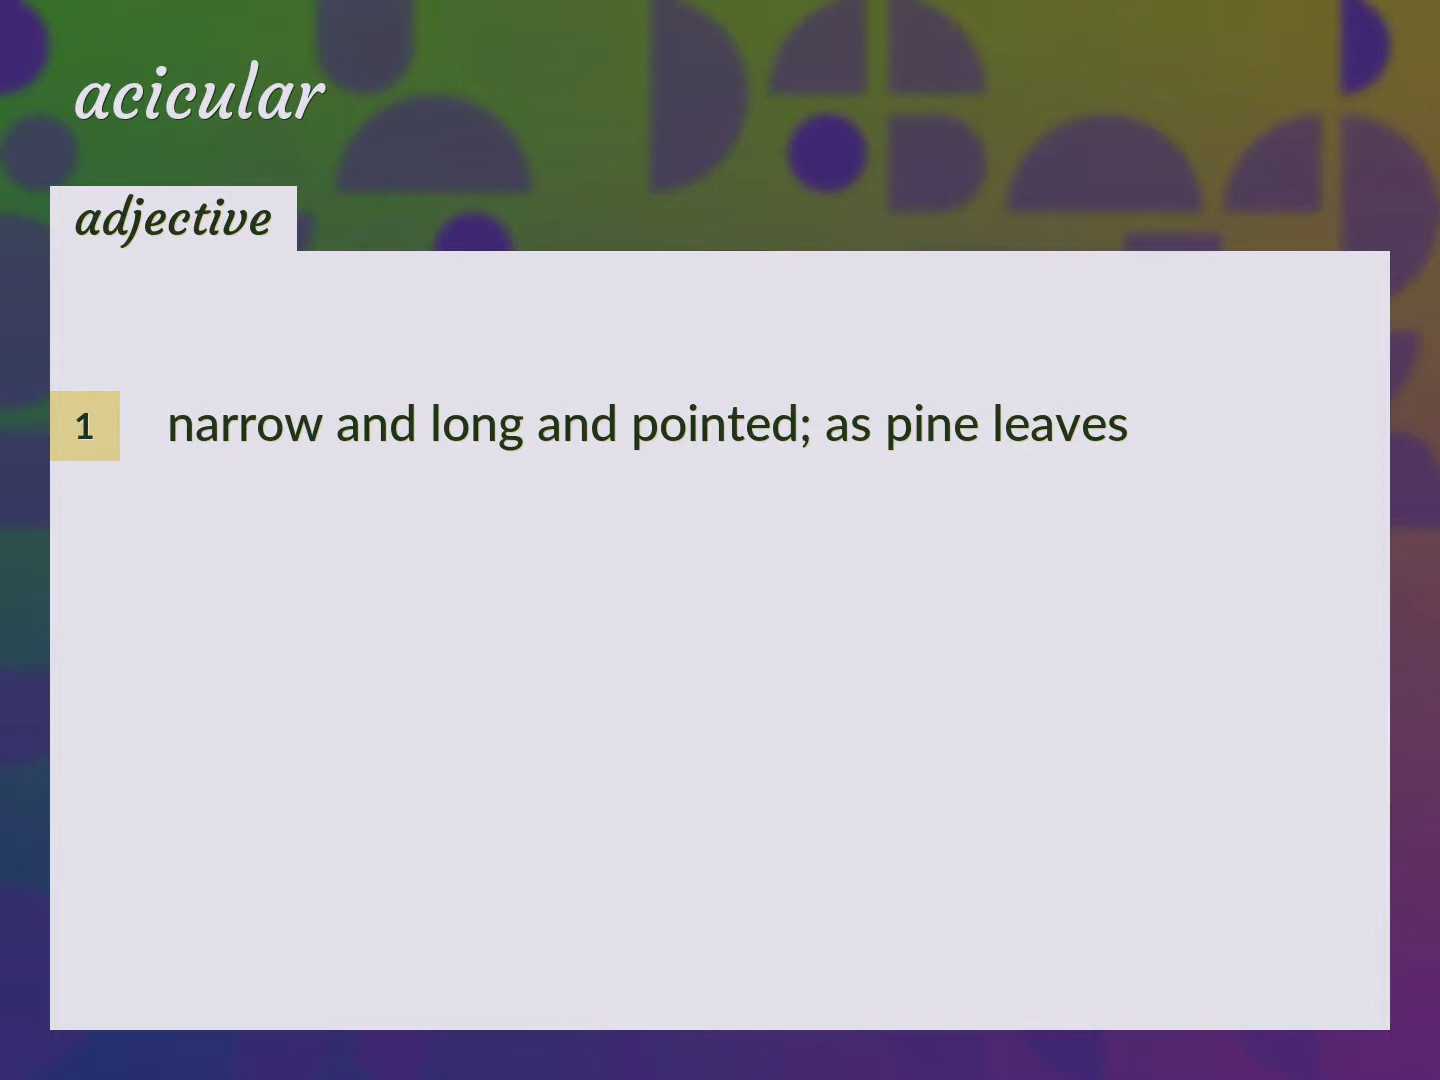 acicular
adjective
1 narrow and long and pointed; as pine leaves